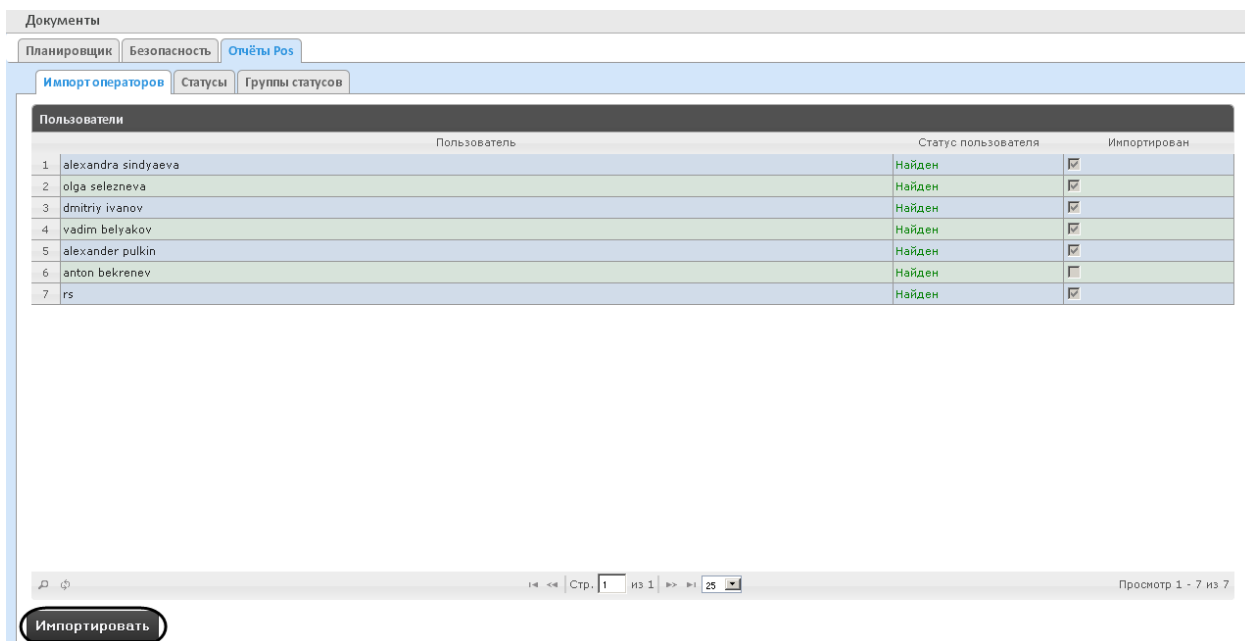 Документы
Планировщик Безопасность Отчёты Pos
Импорт операторов Статусы Группы статусов
Пользователи
Пользователь Статус пользователя Импортирован
1 alexandra sindyaeva Найден
2 olga selezneva Найден
3 dmitriy ivanov Найден
4 vadim belyakov Найден
5 alexander pulkin Найден
6 anton bekrenev Найден
7 rs Найден
Стр. 1 из 1 25 Просмотр 1 - 7 из 7
Импортировать